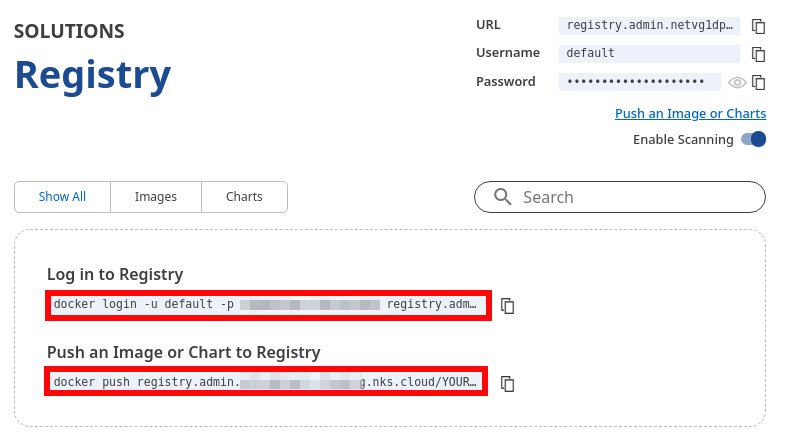 SOLUTIONS
Registry
URL registry.admin.netvg1dp…
Username default
Password ••••••••••••••••••••
Push an Image or Charts
Enable Scanning
Show All Images Charts
Search
Log in to Registry
docker login -u default -p registry.adm…
Push an Image or Chart to Registry
docker push registry.admin. g.nks.cloud/YOUR…